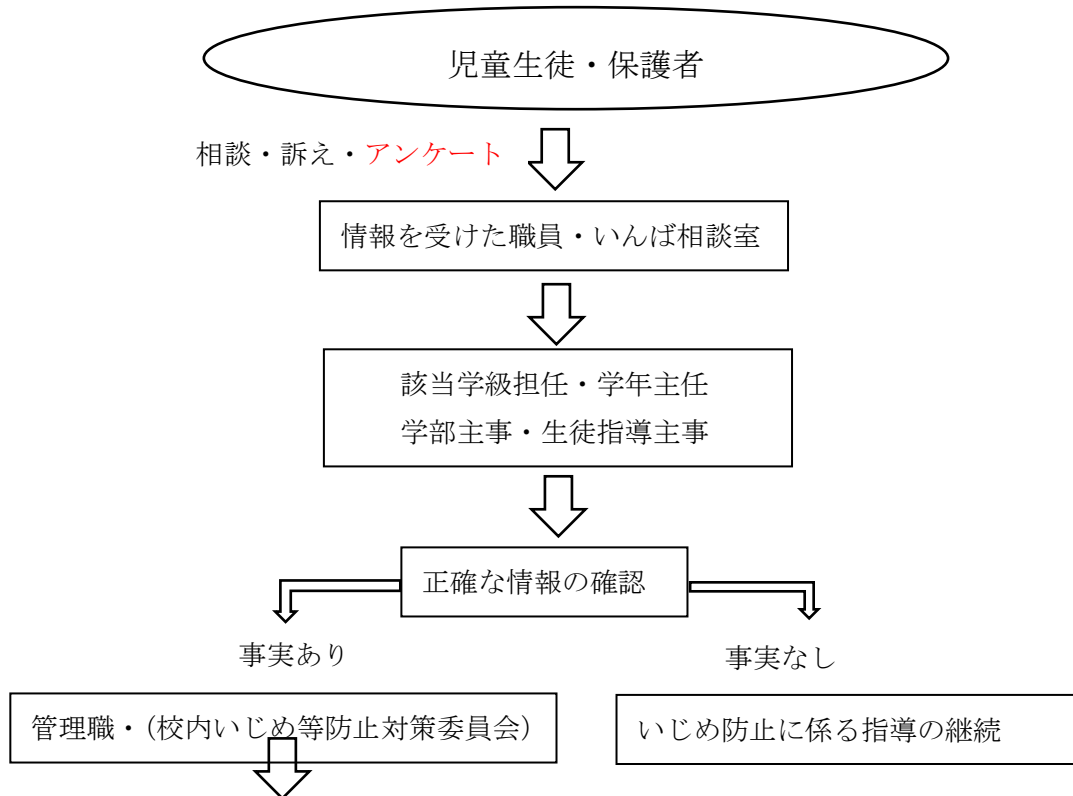 児童生徒・保護者
相談・訴え・アンケート
情報を受けた職員・いんば相談室
該当学級担任・学年主任
学部主事・生徒指導主事
正確な情報の確認
事実あり
事実なし
管理職・（校内いじめ等防止対策委員会）
いじめ防止に係る指導の継続